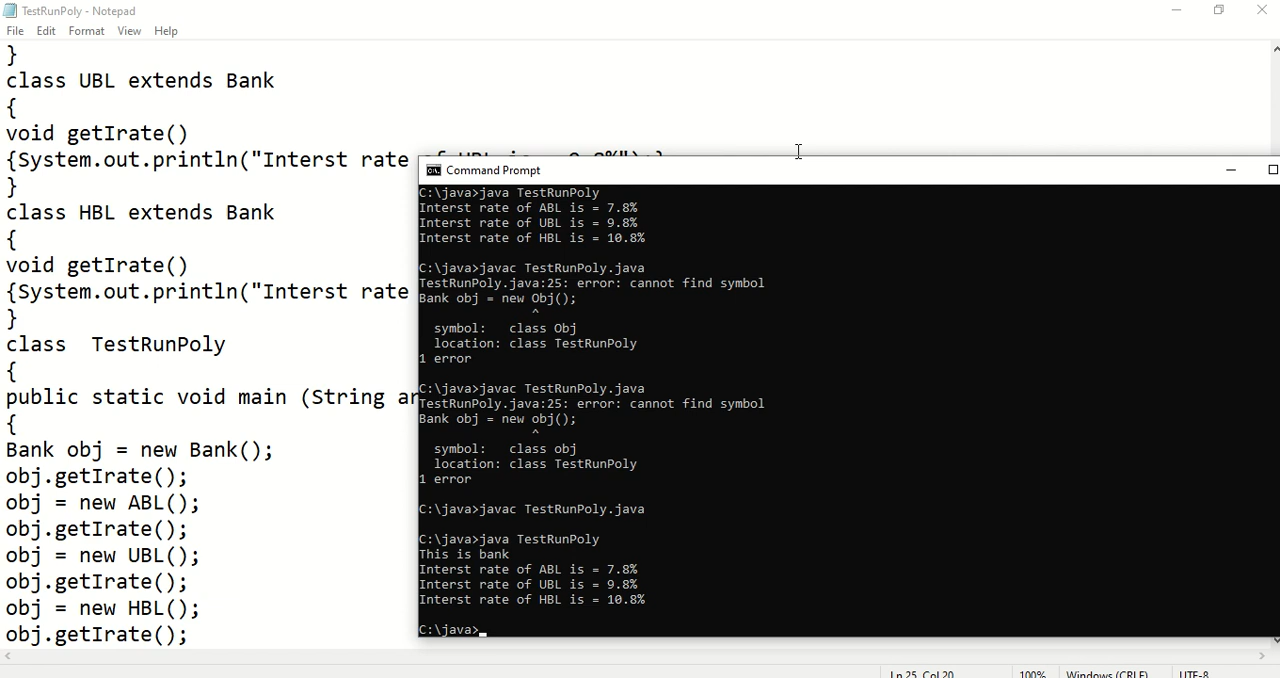 TestRunPoly - Notepad
File Edit Format View Help
}
class UBL extends Bank
{
void getIrate()
{System.out.println("Interst rate
}
class HBL extends Bank
{
void getIrate()
{System.out.println("Interst rate
}
class TestRunPoly
{
public static void main (String ar
{
Bank obj = new Bank();
obj.getIrate();
obj = new ABL();
obj.getIrate();
obj = new UBL();
obj.getIrate();
obj = new HBL();
obj.getIrate();
Command Prompt
C:\java>java TestRunPoly
Interst rate of ABL is = 7.8%
Interst rate of UBL is = 9.8%
Interst rate of HBL is = 10.8%
C:\java>javac TestRunPoly.java
TestRunPoly.java:25: error: cannot find symbol
Bank obj = new Obj();
^
symbol: class Obj
location: class TestRunPoly
1 error
C:\java>javac TestRunPoly.java
TestRunPoly.java:25: error: cannot find symbol
Bank obj = new obj();
^
symbol: class obj
location: class TestRunPoly
1 error
C:\java>javac TestRunPoly.java
C:\java>java TestRunPoly
This is bank
Interst rate of ABL is = 7.8%
Interst rate of UBL is = 9.8%
Interst rate of HBL is = 10.8%
C:\java>
Ln 25, Col 20 100% Windows (CRLF) UTF-8